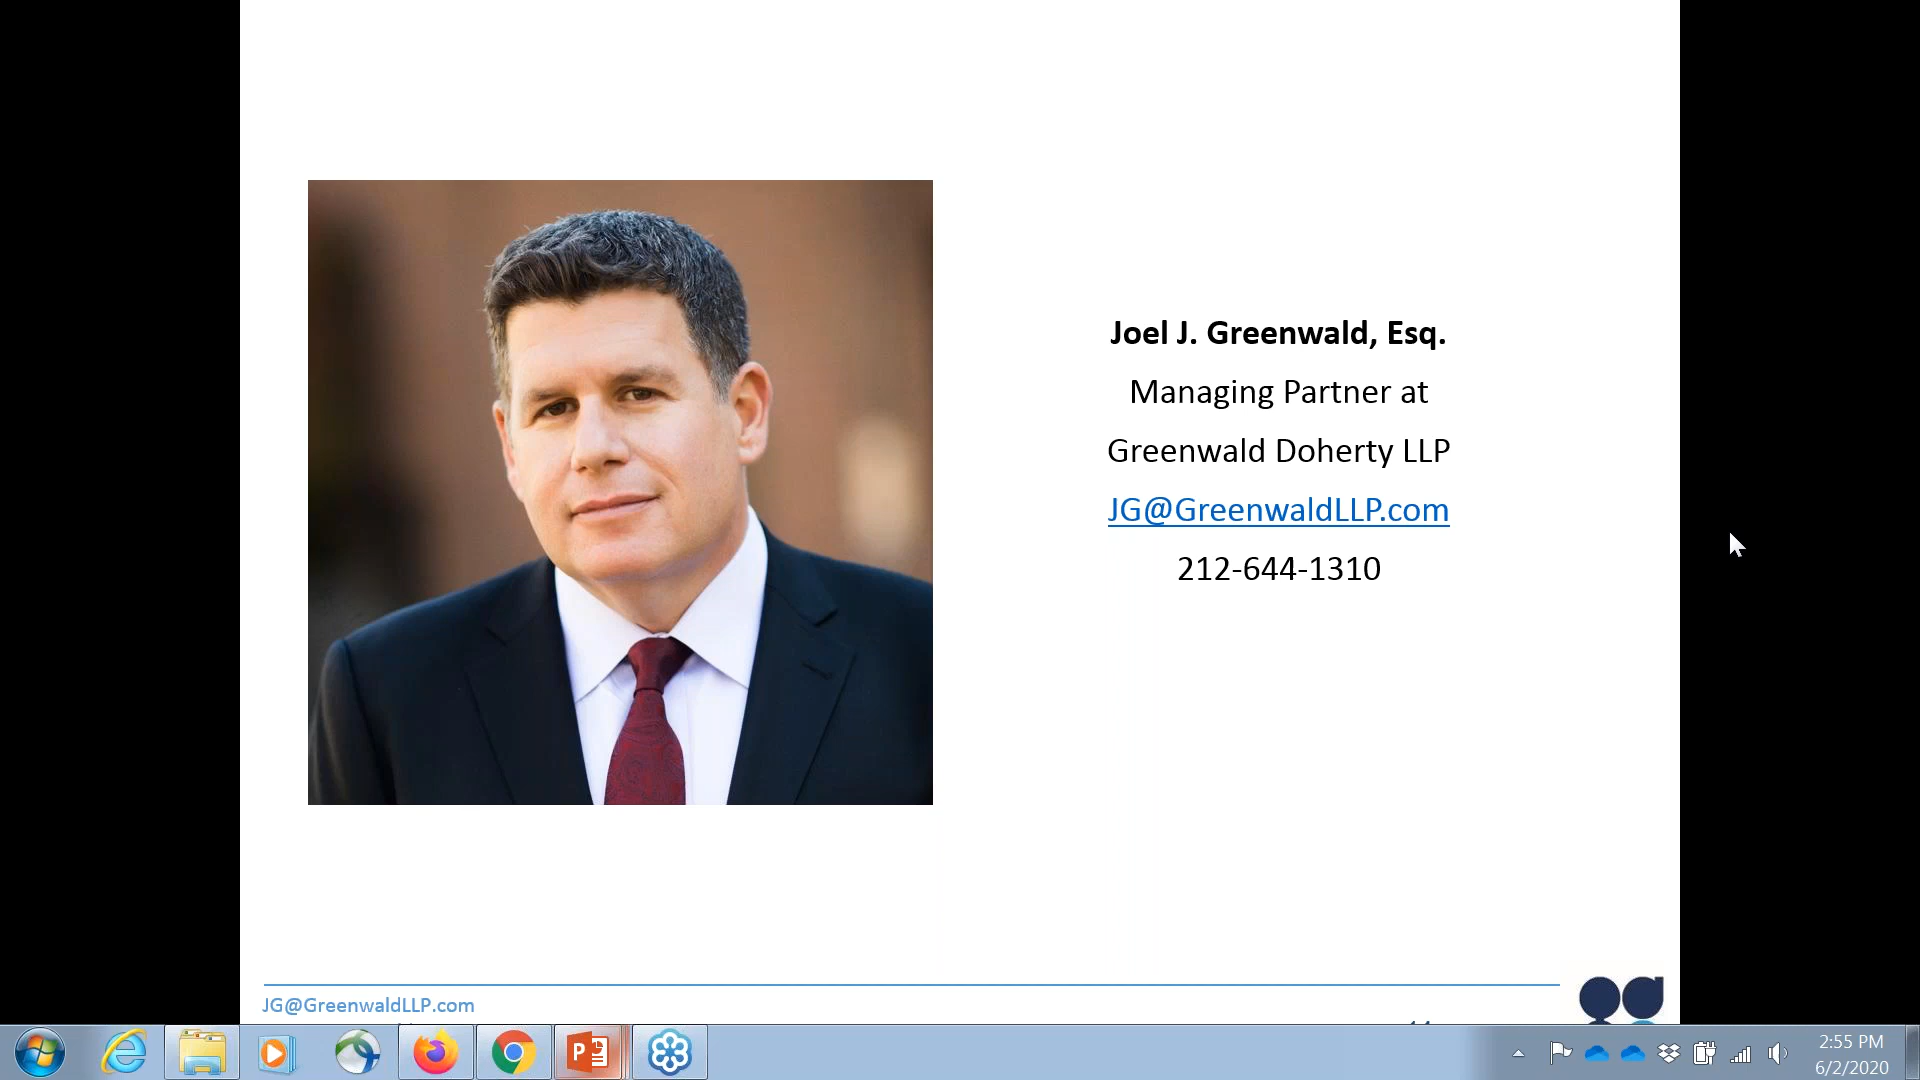 Joel J. Greenwald, Esq.
Managing Partner at
Greenwald Doherty LLP
JG@GreenwaldLLP.com
212-644-1310
JG@GreenwaldLLP.com
2:55 PM
6/2/2020